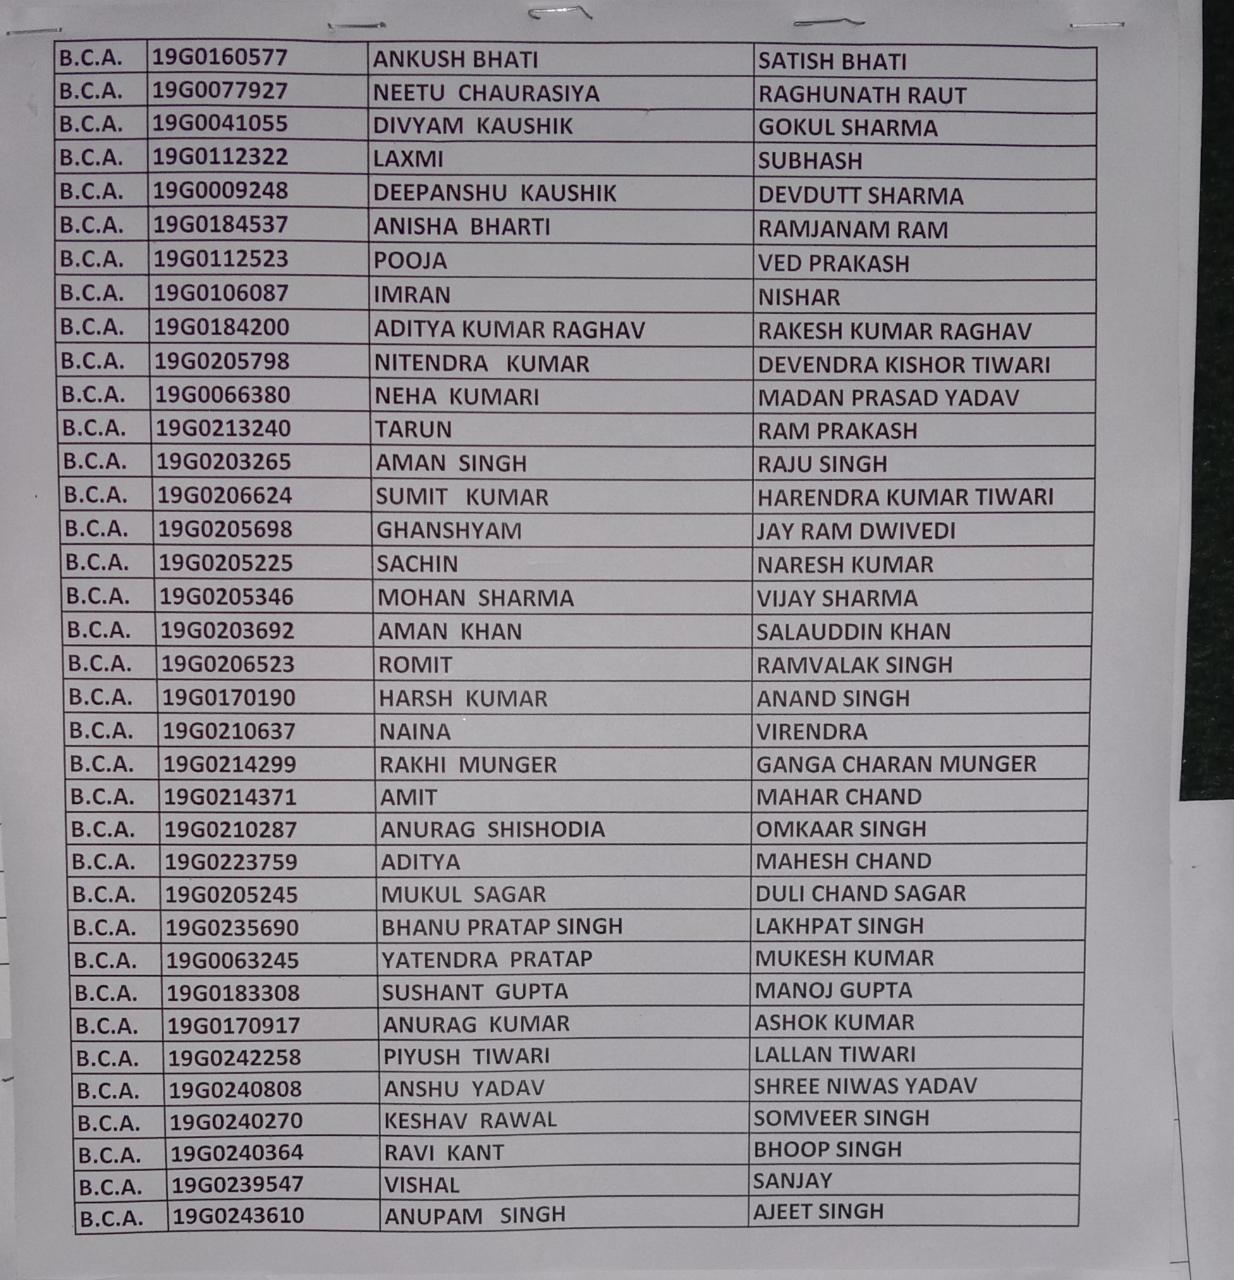 B.C.A. 19G0160577 ANKUSH BHATI SATISH BHATI
B.C.A. 19G0077927 NEETU CHAURASIYA RAGHUNATH RAUT
B.C.A. 19G0041055 DIVYAM KAUSHIK GOKUL SHARMA
B.C.A. 19G0112322 LAXMI SUBHASH
B.C.A. 19G0009248 DEEPANSHU KAUSHIK DEVDUTT SHARMA
B.C.A. 19G0184537 ANISHA BHARTI RAMJANAM RAM
B.C.A. 19G0112523 POOJA VED PRAKASH
B.C.A. 19G0106087 IMRAN NISHAR
B.C.A. 19G0184200 ADITYA KUMAR RAGHAV RAKESH KUMAR RAGHAV
B.C.A. 19G0205798 NITENDRA KUMAR DEVENDRA KISHOR TIWARI
B.C.A. 19G0066380 NEHA KUMARI MADAN PRASAD YADAV
B.C.A. 19G0213240 TARUN RAM PRAKASH
B.C.A. 19G0203265 AMAN SINGH RAJU SINGH
B.C.A. 19G0206624 SUMIT KUMAR HARENDRA KUMAR TIWARI
B.C.A. 19G0205698 GHANSHYAM JAY RAM DWIVEDI
B.C.A. 19G0205225 SACHIN NARESH KUMAR
B.C.A. 19G0205346 MOHAN SHARMA VIJAY SHARMA
B.C.A. 19G0203692 AMAN KHAN SALAUDDIN KHAN
B.C.A. 19G0206523 ROMIT RAMVALAK SINGH
B.C.A. 19G0170190 HARSH KUMAR ANAND SINGH
B.C.A. 19G0210637 NAINA VIRENDRA
B.C.A. 19G0214299 RAKHI MUNGER GANGA CHARAN MUNGER
B.C.A. 19G0214371 AMIT MAHAR CHAND
B.C.A. 19G0210287 ANURAG SHISHODIA OMKAAR SINGH
B.C.A. 19G0223759 ADITYA MAHESH CHAND
B.C.A. 19G0205245 MUKUL SAGAR DULI CHAND SAGAR
B.C.A. 19G0235690 BHANU PRATAP SINGH LAKHPAT SINGH
B.C.A. 19G0063245 YATENDRA PRATAP MUKESH KUMAR
B.C.A. 19G0183308 SUSHANT GUPTA MANOJ GUPTA
B.C.A. 19G0170917 ANURAG KUMAR ASHOK KUMAR
B.C.A. 19G0242258 PIYUSH TIWARI LALLAN TIWARI
B.C.A. 19G0240808 ANSHU YADAV SHREE NIWAS YADAV
B.C.A. 19G0240270 KESHAV RAWAL SOMVEER SINGH
B.C.A. 19G0240364 RAVI KANT BHOOP SINGH
B.C.A. 19G0239547 VISHAL SANJAY
B.C.A. 19G0243610 ANUPAM SINGH AJEET SINGH